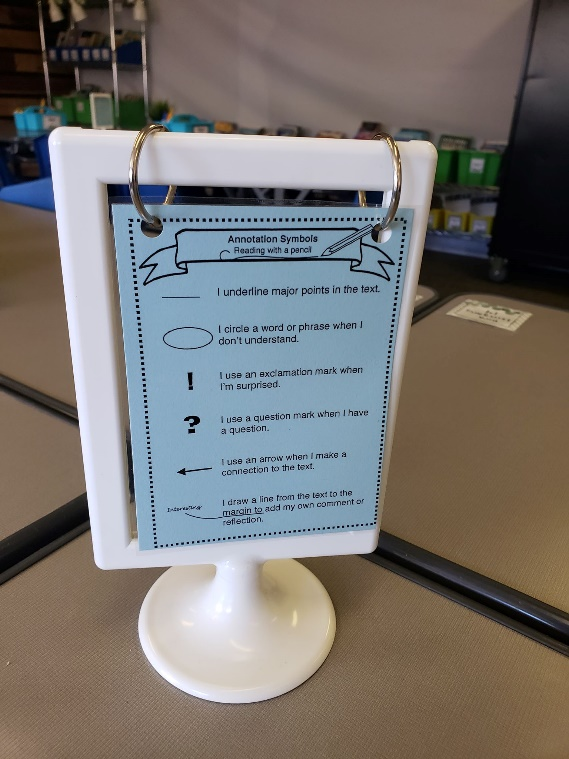 Annotation Symbols
Reading with a pencil
I underline major points in the text.
I circle a word or phrase when I
don't understand.
! I use an exclamation mark when
I'm surprised.
? I use a question mark when I have
a question.
I use an arrow when I make a
connection to the text.
I draw a line from the text to the
Interesting margin to add my own comment or
reflection.